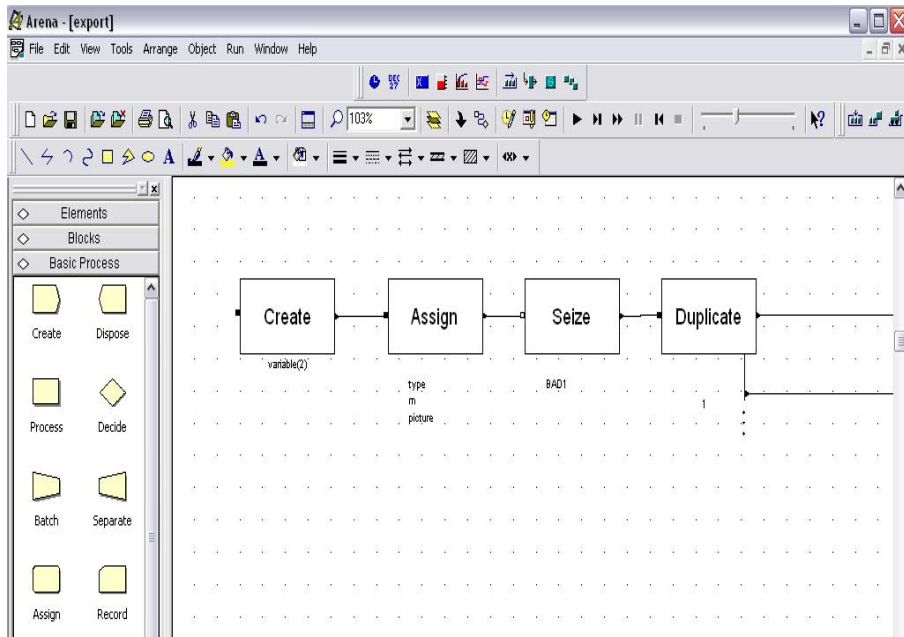 Arena - [export]
File Edit View Tools Arrange Object Run Window Help
103%
A A
Elements
Blocks
Basic Process
Create Dispose
Process Decide
Batch Separate
Assign Record
Create Assign Seize Duplicate
variable(2)
type
m
picture
BAD1
1